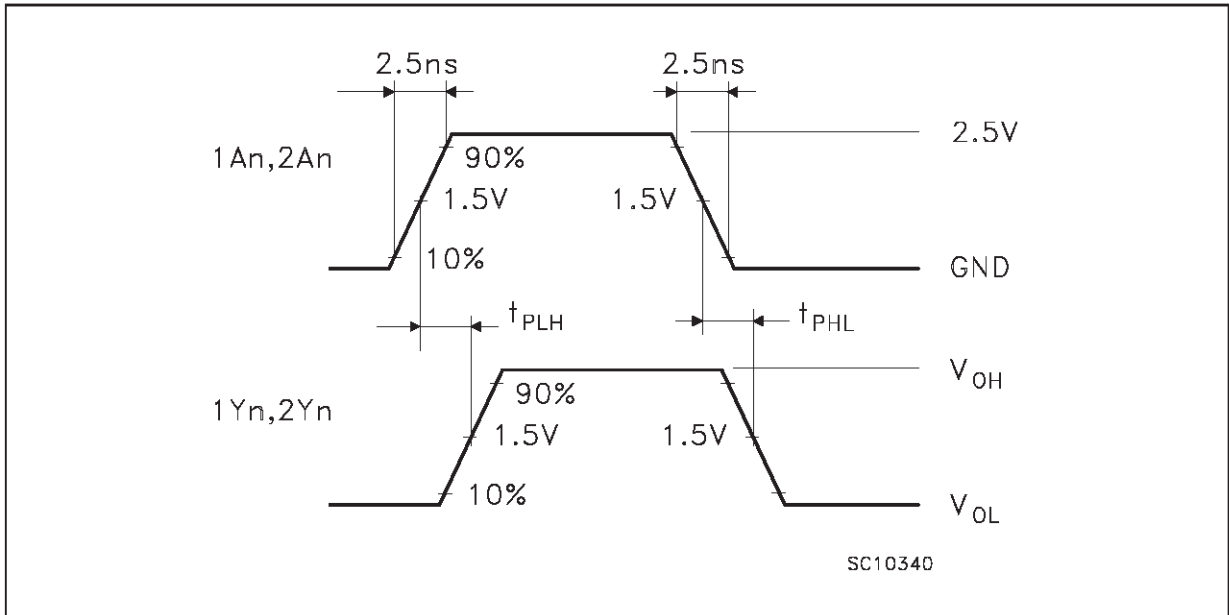 2.5ns 2.5ns
2.5V
1An,2An 90%
1.5V 1.5V
10% GND
tPLH tPHL
VOH
90%
1Yn,2Yn 1.5V 1.5V
10%
VOL
SC10340